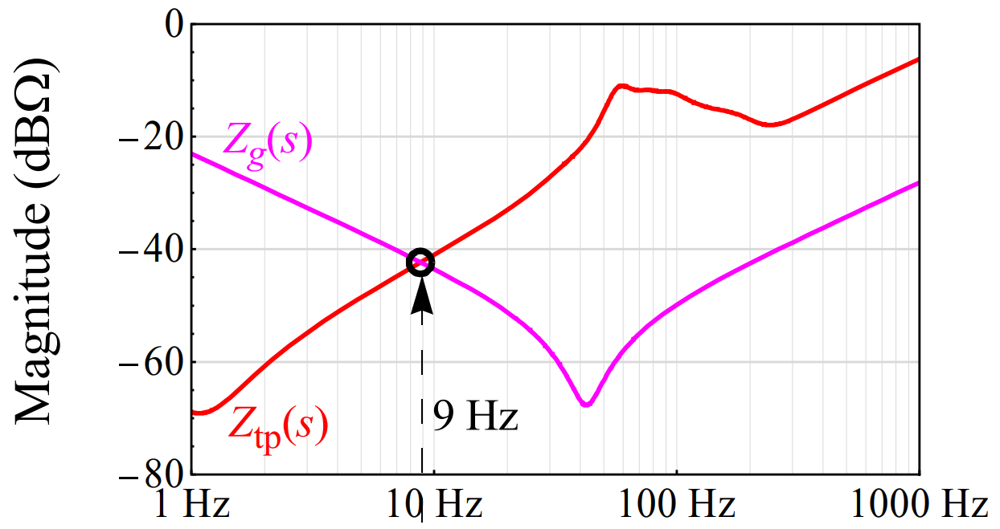 Magnitude (dBΩ)
0
−20
−40
−60
−80
Zg(s)
Ztp(s)
9 Hz
1 Hz
10 Hz
100 Hz
1000 Hz